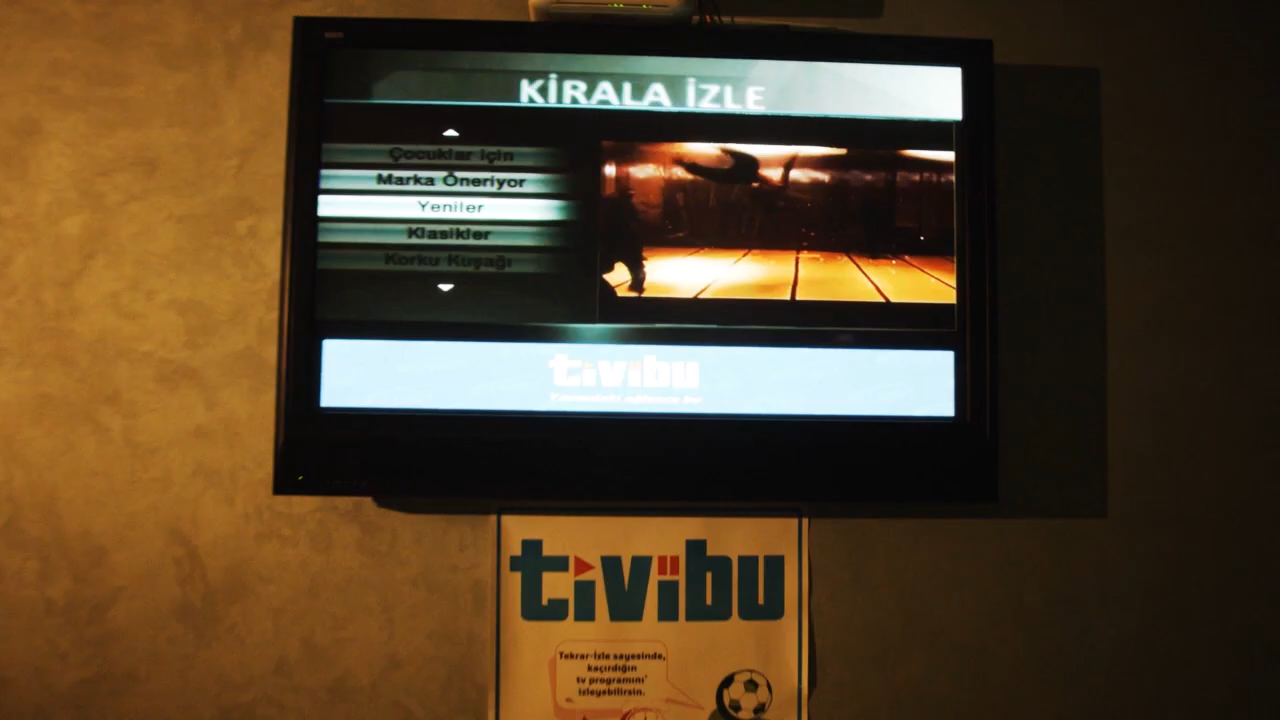 KİRALA İZLE
Çocuklar için
Marka Öneriyor
Yeniler
Klasikler
Korku Kuşağı
tivibu
tivibu
Tekrar-İzle sayesinde,
kaçırdığın
tv programını
izleyebilirsin.